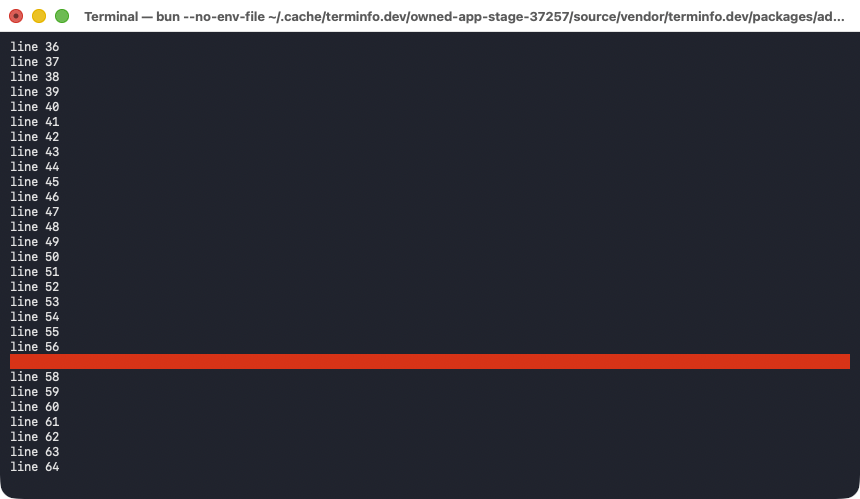 Terminal — bun --no-env-file ~/.cache/terminfo.dev/owned-app-stage-37257/source/vendor/terminfo.dev/packages/ad...
line 36
line 37
line 38
line 39
line 40
line 41
line 42
line 43
line 44
line 45
line 46
line 47
line 48
line 49
line 50
line 51
line 52
line 53
line 54
line 55
line 56
line 58
line 59
line 60
line 61
line 62
line 63
line 64